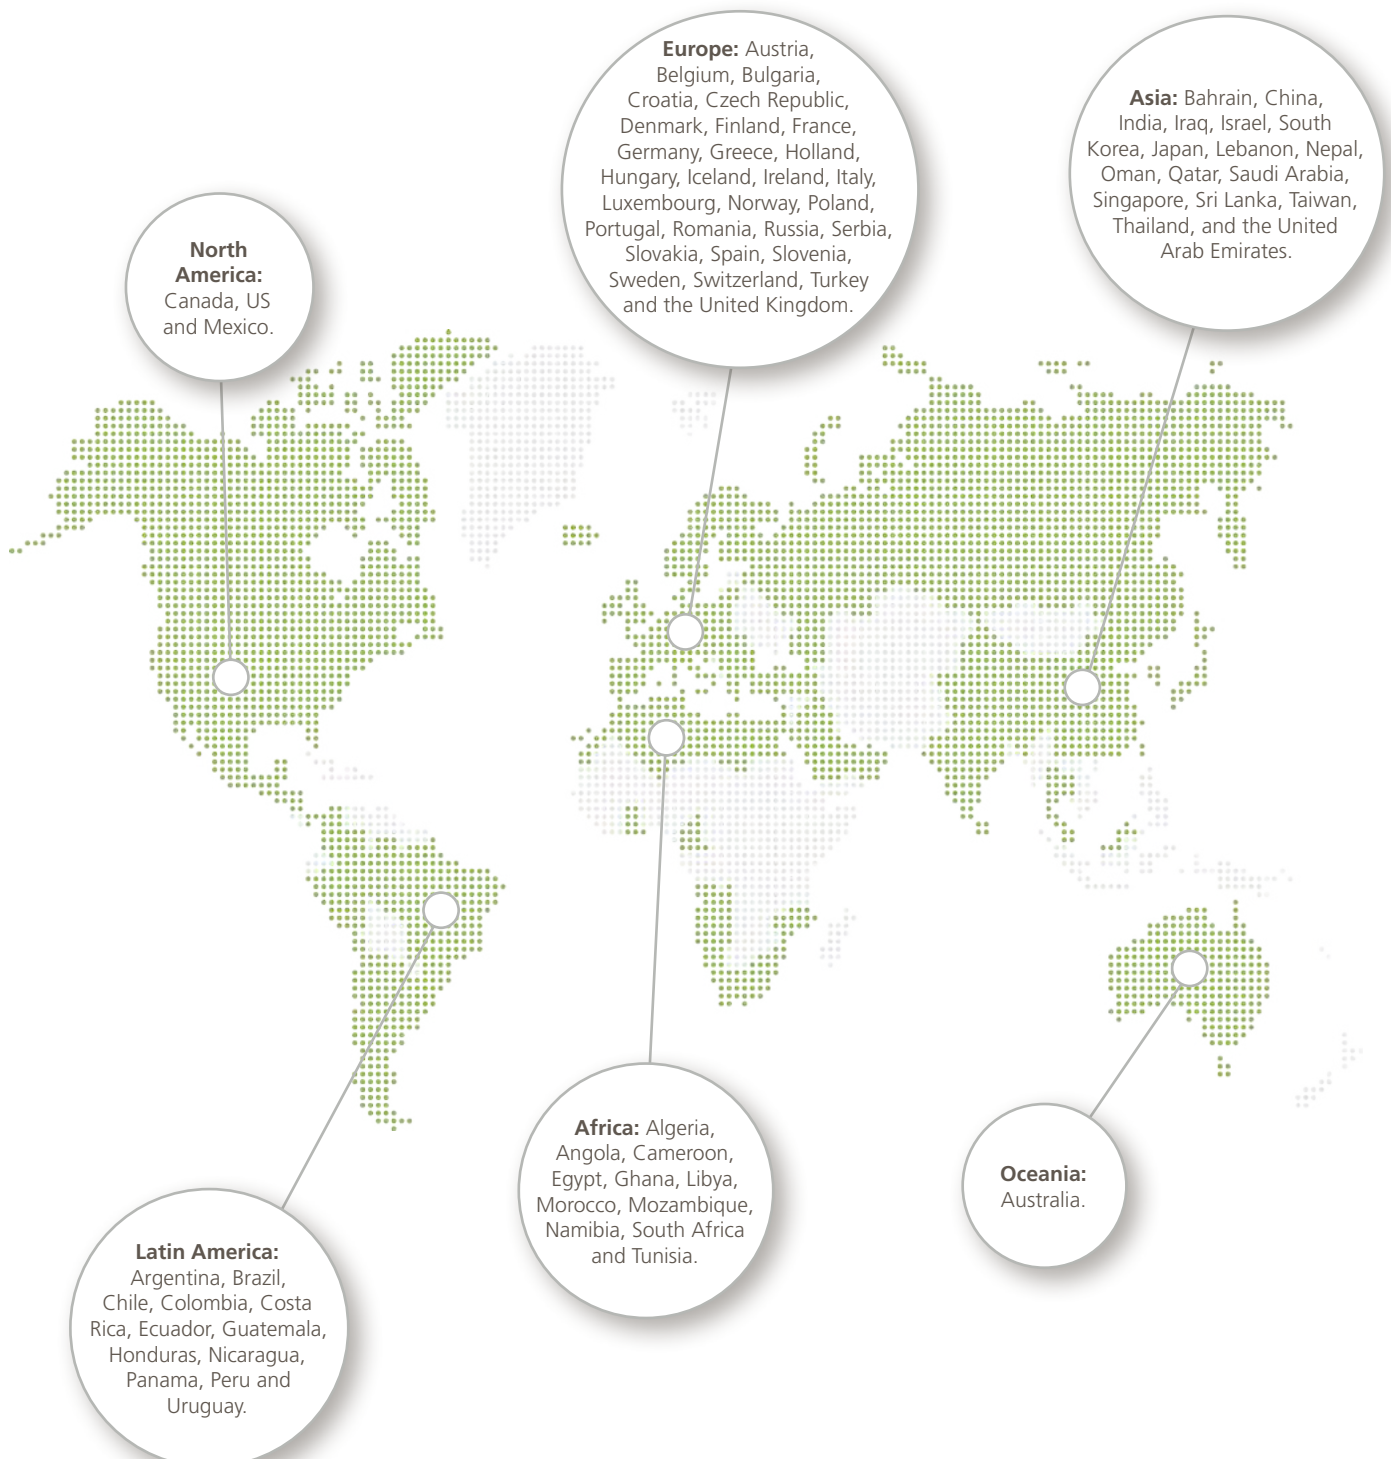 Europe: Austria,
Belgium, Bulgaria,
Croatia, Czech Republic,
Denmark, Finland, France,
Germany, Greece, Holland,
Hungary, Iceland, Ireland, Italy,
Luxembourg, Norway, Poland,
Portugal, Romania, Russia, Serbia,
Slovakia, Spain, Slovenia,
Sweden, Switzerland, Turkey
and the United Kingdom.
Asia: Bahrain, China,
India, Iraq, Israel, South
Korea, Japan, Lebanon, Nepal,
Oman, Qatar, Saudi Arabia,
Singapore, Sri Lanka, Taiwan,
Thailand, and the United
Arab Emirates.
North
America:
Canada, US
and Mexico.
Africa: Algeria,
Angola, Cameroon,
Egypt, Ghana, Libya,
Morocco, Mozambique,
Namibia, South Africa
and Tunisia.
Oceania:
Australia.
Latin America:
Argentina, Brazil,
Chile, Colombia, Costa
Rica, Ecuador, Guatemala,
Honduras, Nicaragua,
Panama, Peru and
Uruguay.